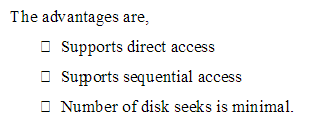 The advantages are,
□ Supports direct access
□ Supports sequential access
□ Number of disk seeks is minimal.